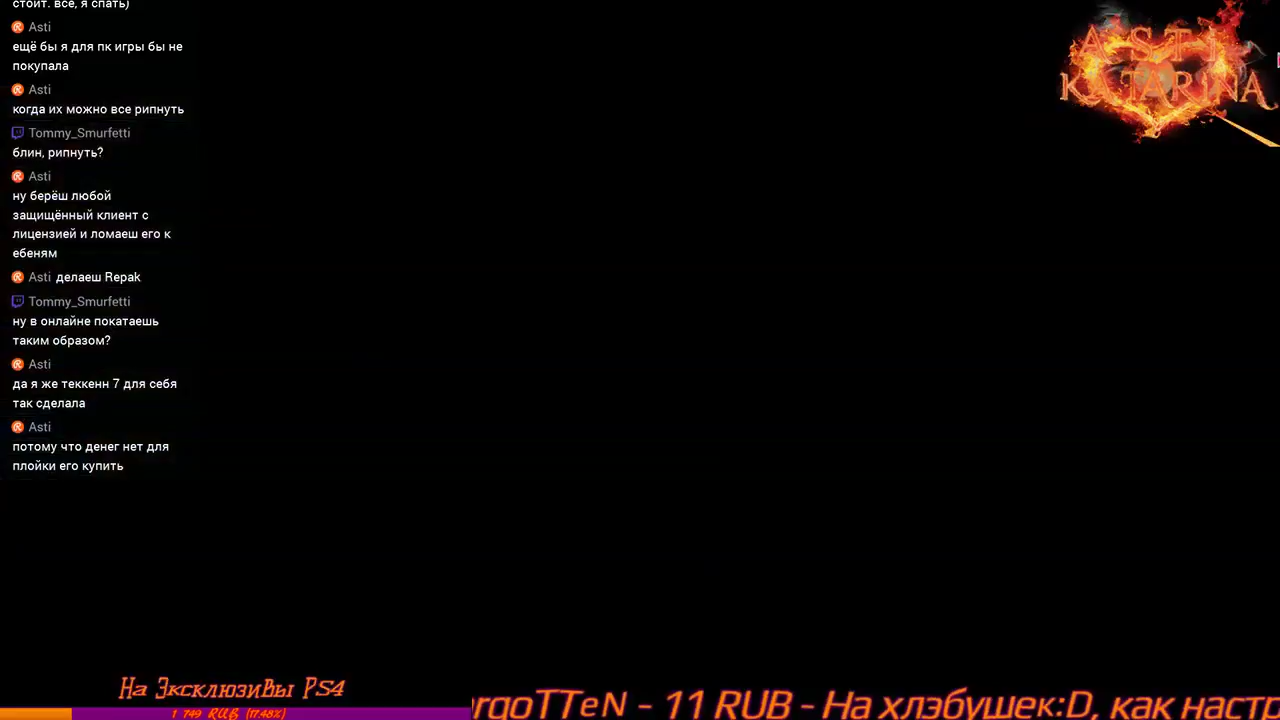 стоит. все, я спать)
Asti
ещё бы я для пк игры бы не
покупала
Asti
когда их можно все рипнуть
Tommy_Smurfetti
блин, рипнуть?
Asti
ну берёш любой
защищённый клиент с
лицензией и ломаеш его к
ебеням
Asti делаеш Repak
Tommy_Smurfetti
ну в онлайне покатаешь
таким образом?
Asti
да я же теккенн 7 для себя
так сделала
Asti
потому что денег нет для
плойки его купить
ASTI
KATARINA
На Эксклюзивы PS4
1 749 RUB (17.48%)
rgoTTeN - 11 RUB - На хлэбушек:D, как настр